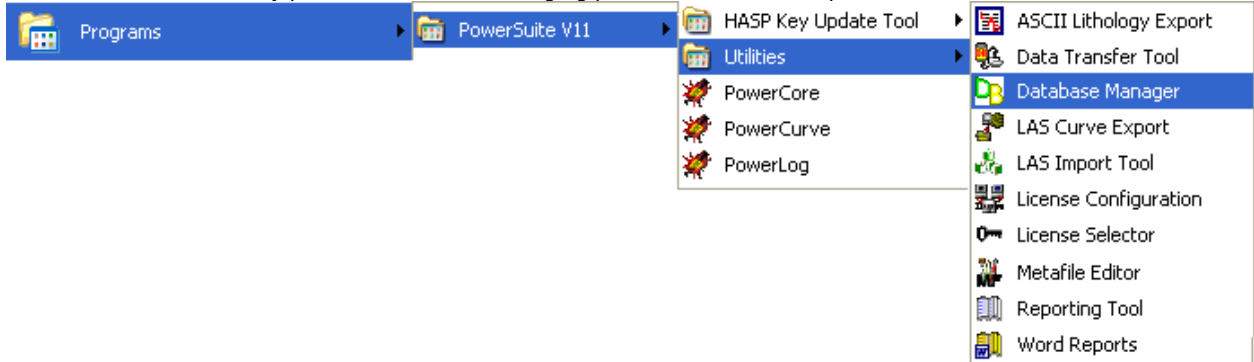 Programs
PowerSuite V11
HASP Key Update Tool
Utilities
PowerCore
PowerCurve
PowerLog
ASCII Lithology Export
Data Transfer Tool
Database Manager
LAS Curve Export
LAS Import Tool
License Configuration
License Selector
Metafile Editor
Reporting Tool
Word Reports